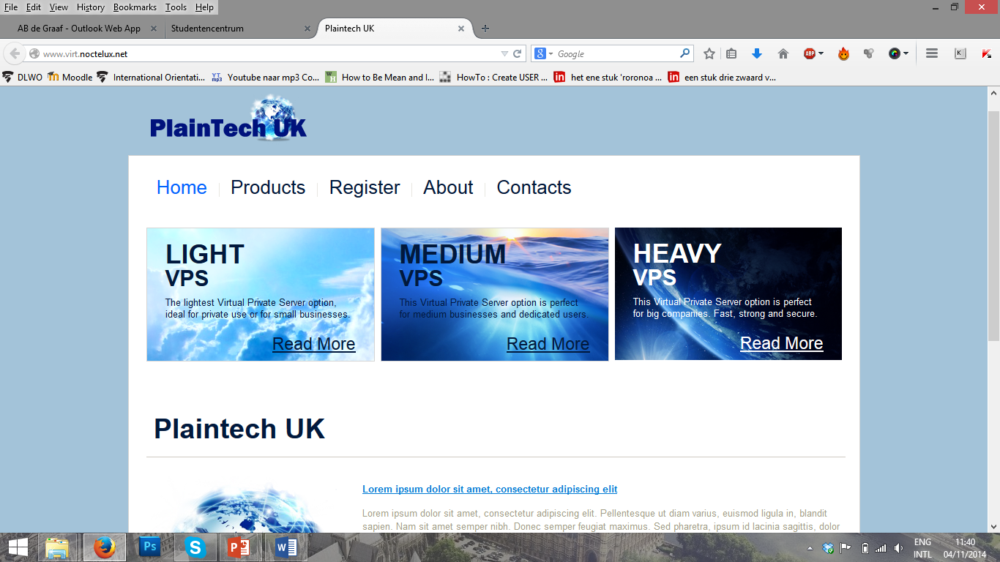 File Edit View History Bookmarks Tools Help
AB de Graaf - Outlook Web App
Studentencentrum
Plaintech UK
www.virt.noctelux.net
Google
ABP
K
DLWO
Moodle
International Orientati...
Youtube naar mp3 Co...
How to Be Mean and I...
HowTo : Create USER ...
het ene stuk 'roronoa ...
een stuk drie zwaard v...
PlainTech UK
Home Products Register About Contacts
LIGHT
VPS
The lightest Virtual Private Server option,
ideal for private use or for small businesses.
Read More
MEDIUM
VPS
This Virtual Private Server option is perfect
for medium businesses and dedicated users.
Read More
HEAVY
VPS
This Virtual Private Server option is perfect
for big companies. Fast, strong and secure.
Read More
Plaintech UK
Lorem ipsum dolor sit amet, consectetur adipiscing elit
Lorem ipsum dolor sit amet, consectetur adipiscing elit. Pellentesque ut diam varius, euismod ligula in, blandit
sapien. Nam sit amet semper nibh. Donec semper feugiat maximus. Sed pharetra, ipsum id lacinia sagittis, dolor
Ps
S
P
W
ENG
INTL
11:40
04/11/2014